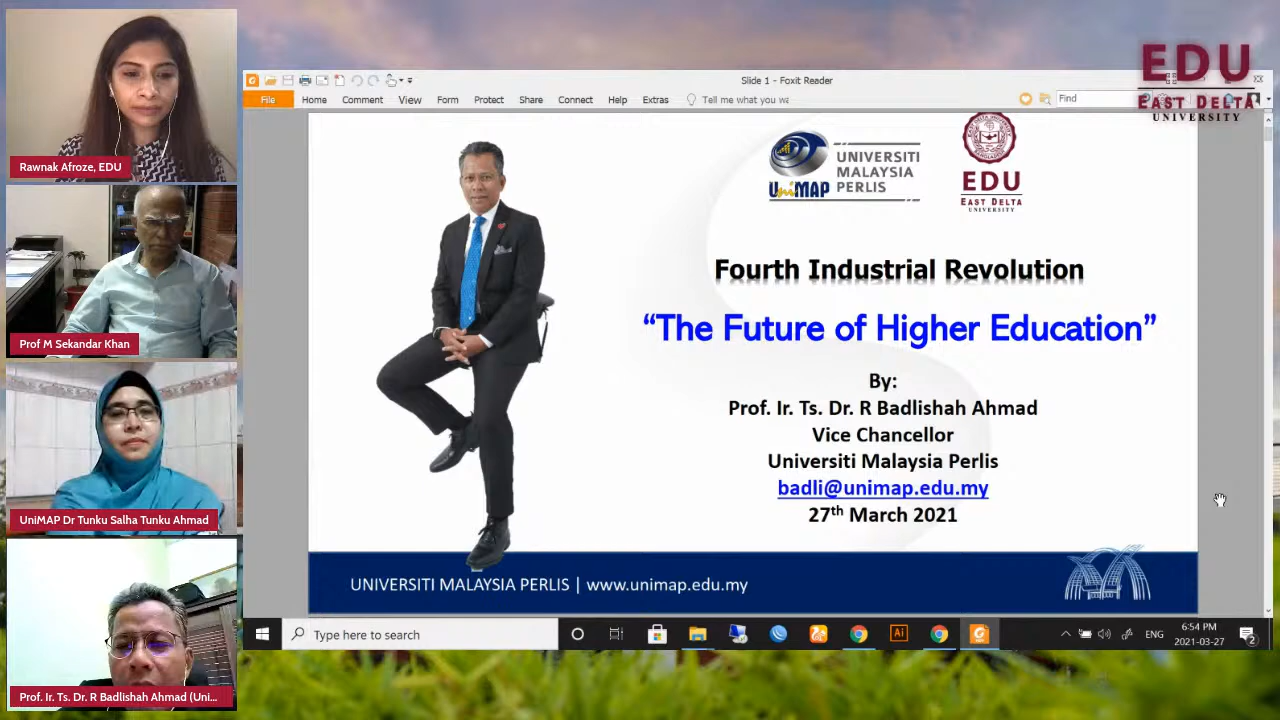 Rawnak Afroze, EDU
Prof M Sekandar Khan
UniMAP Dr Tunku Salha Tunku Ahmad
Prof. Ir. Ts. Dr. R Badlishah Ahmad (Uni...
Slide 1 - Foxit Reader
File Home Comment View Form Protect Share Connect Help Extras Tell me what you wa Find
EDU
EAST DELTA
UNIVERSITY
UniMAP
UNIVERSITI
MALAYSIA
PERLIS
EDU
EAST DELTA
UNIVERSITY
Fourth Industrial Revolution
“The Future of Higher Education”
By:
Prof. Ir. Ts. Dr. R Badlishah Ahmad
Vice Chancellor
Universiti Malaysia Perlis
badli@unimap.edu.my
27th March 2021
UNIVERSITI MALAYSIA PERLIS | www.unimap.edu.my
Type here to search
Ai
ENG
6:54 PM
2021-03-27
2